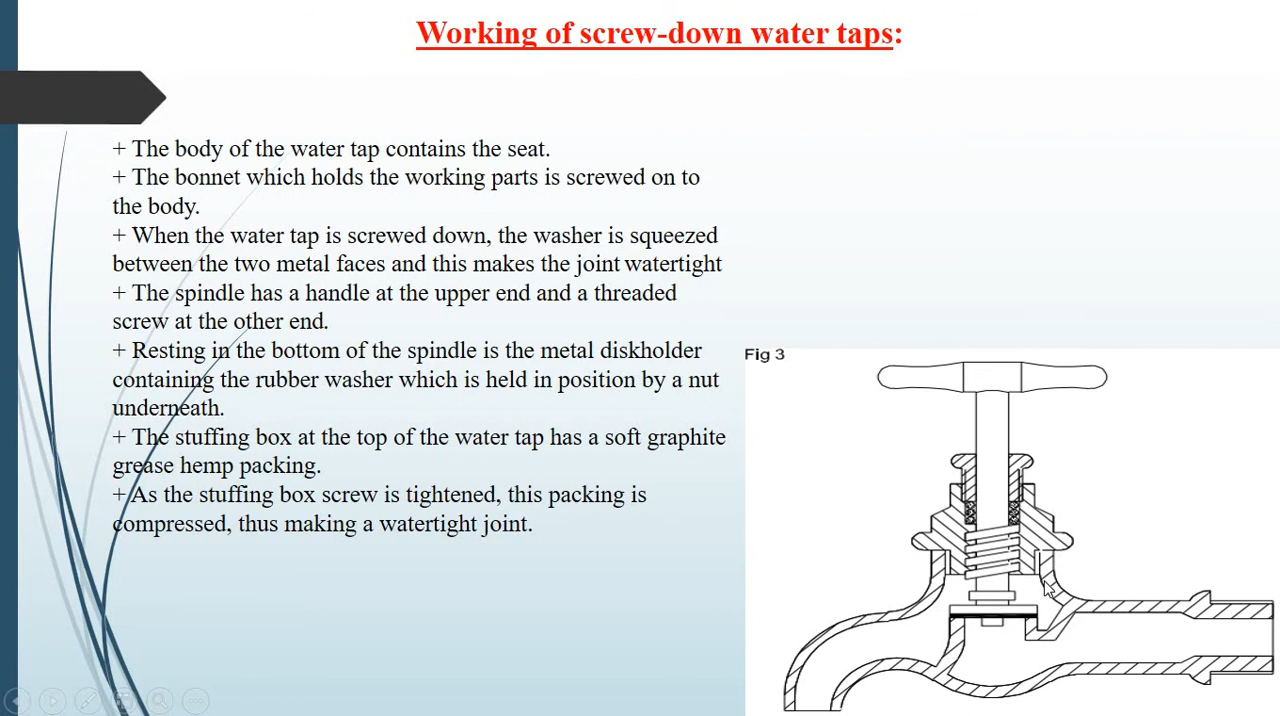 Working of screw-down water taps:
+ The body of the water tap contains the seat.
+ The bonnet which holds the working parts is screwed on to
the body.
+ When the water tap is screwed down, the washer is squeezed
between the two metal faces and this makes the joint watertight
+ The spindle has a handle at the upper end and a threaded
screw at the other end.
+ Resting in the bottom of the spindle is the metal diskholder
containing the rubber washer which is held in position by a nut
underneath.
+ The stuffing box at the top of the water tap has a soft graphite
grease hemp packing.
+ As the stuffing box screw is tightened, this packing is
compressed, thus making a watertight joint.
Fig 3